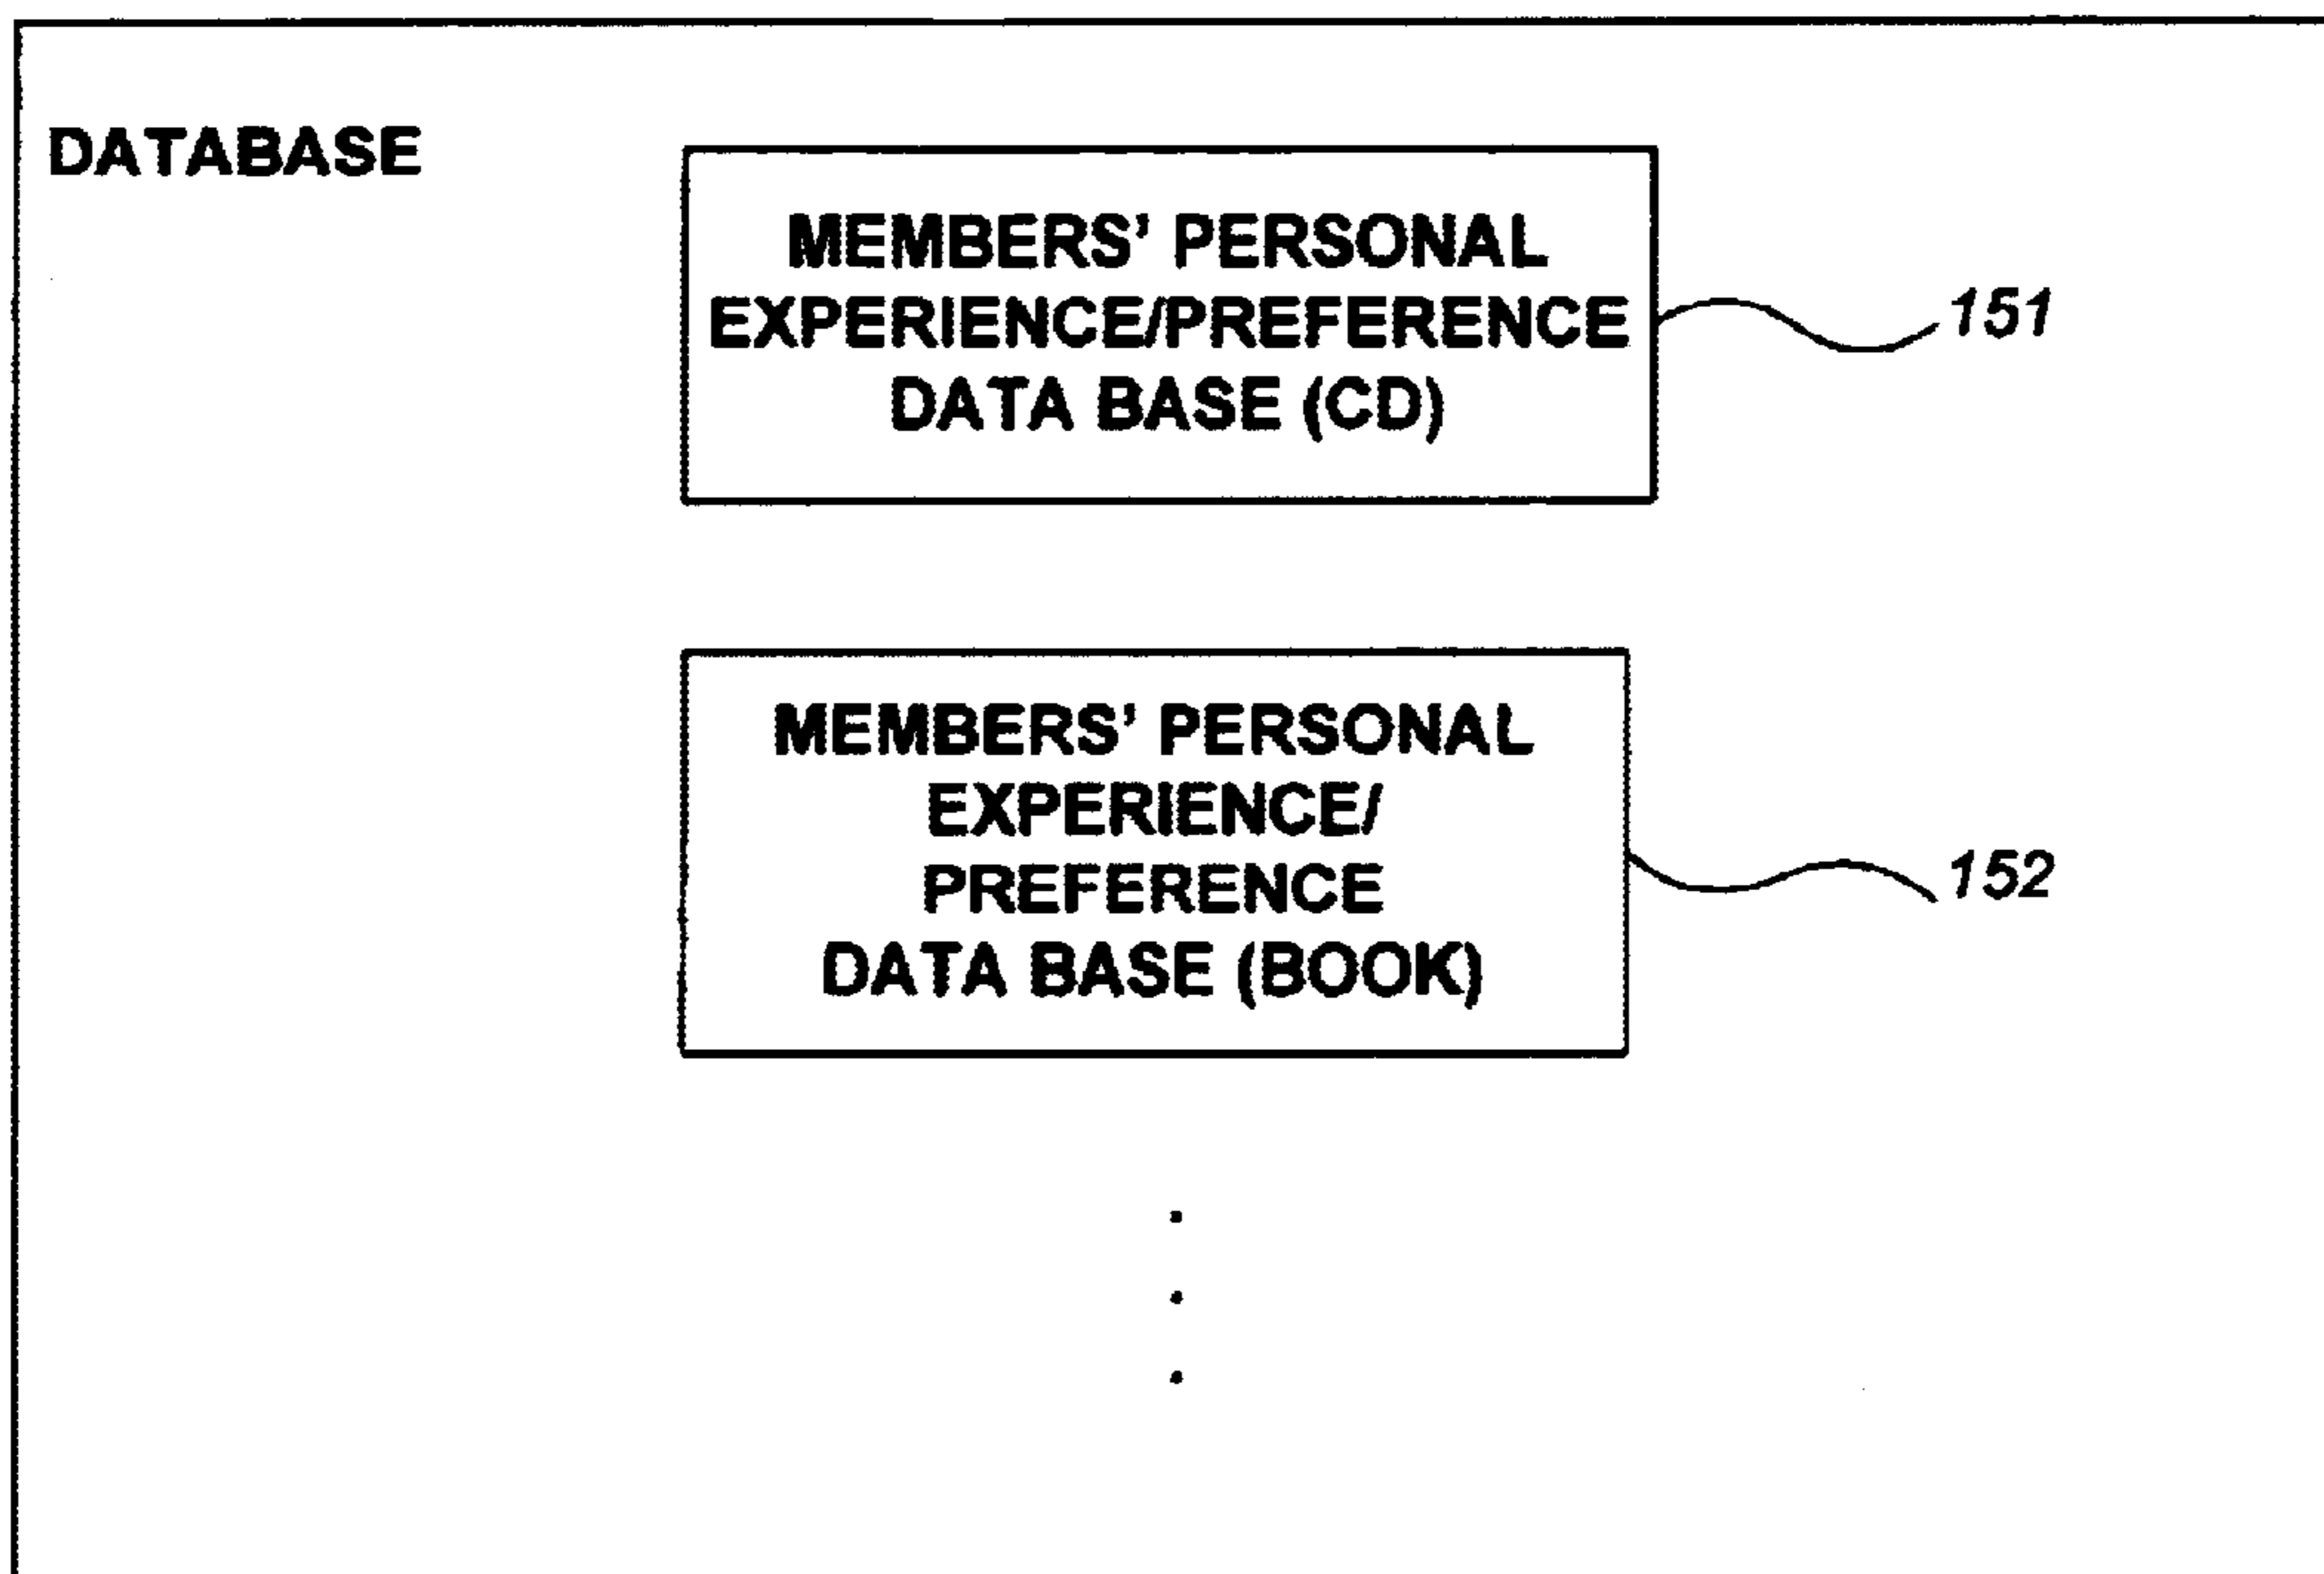 DATABASE
MEMBERS' PERSONAL
EXPERIENCE/PREFERENCE
DATA BASE (CD)
151
MEMBERS' PERSONAL
EXPERIENCE/
PREFERENCE
DATA BASE (BOOK)
152